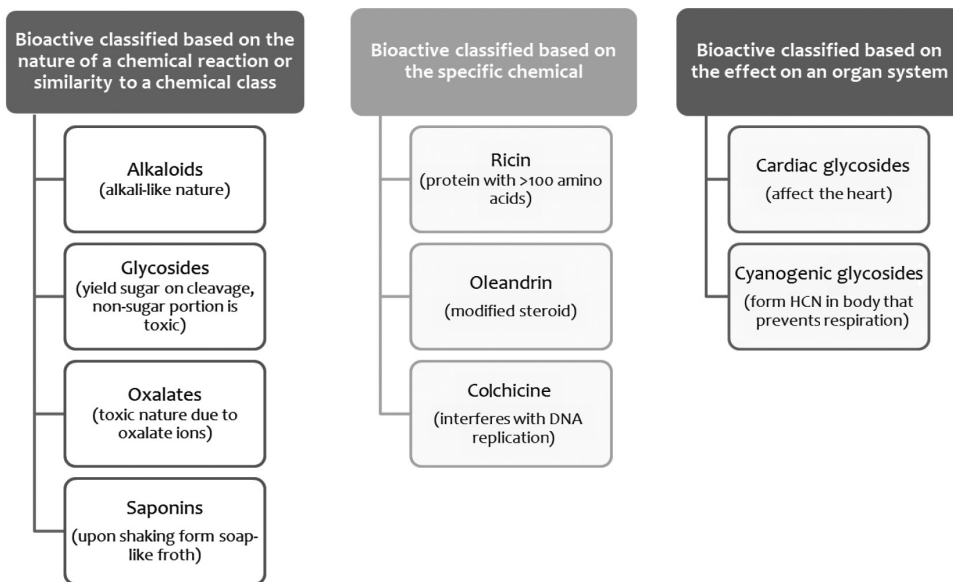 Bioactive classified based on the
nature of a chemical reaction or
similarity to a chemical class
Alkaloids
(alkali-like nature)
Glycosides
(yield sugar on cleavage,
non-sugar portion is
toxic)
Oxalates
(toxic nature due to
oxalate ions)
Saponins
(upon shaking form soap-
like froth)
Bioactive classified based on
the specific chemical
Ricin
(protein with >100 amino
acids)
Oleandrin
(modified steroid)
Colchicine
(interferes with DNA
replication)
Bioactive classified based on
the effect on an organ system
Cardiac glycosides
(affect the heart)
Cyanogenic glycosides
(form HCN in body that
prevents respiration)